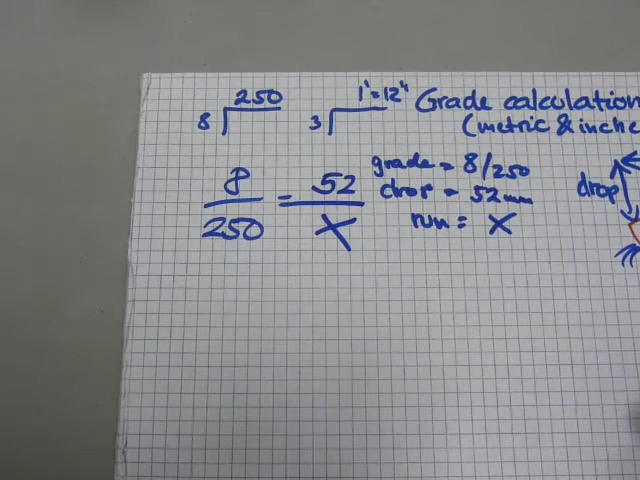 8 250 3 1'=12" Grade calculation
(metric & inche
8/250 = 52/X
grade = 8/250
drop = 52mm
run = X
drop